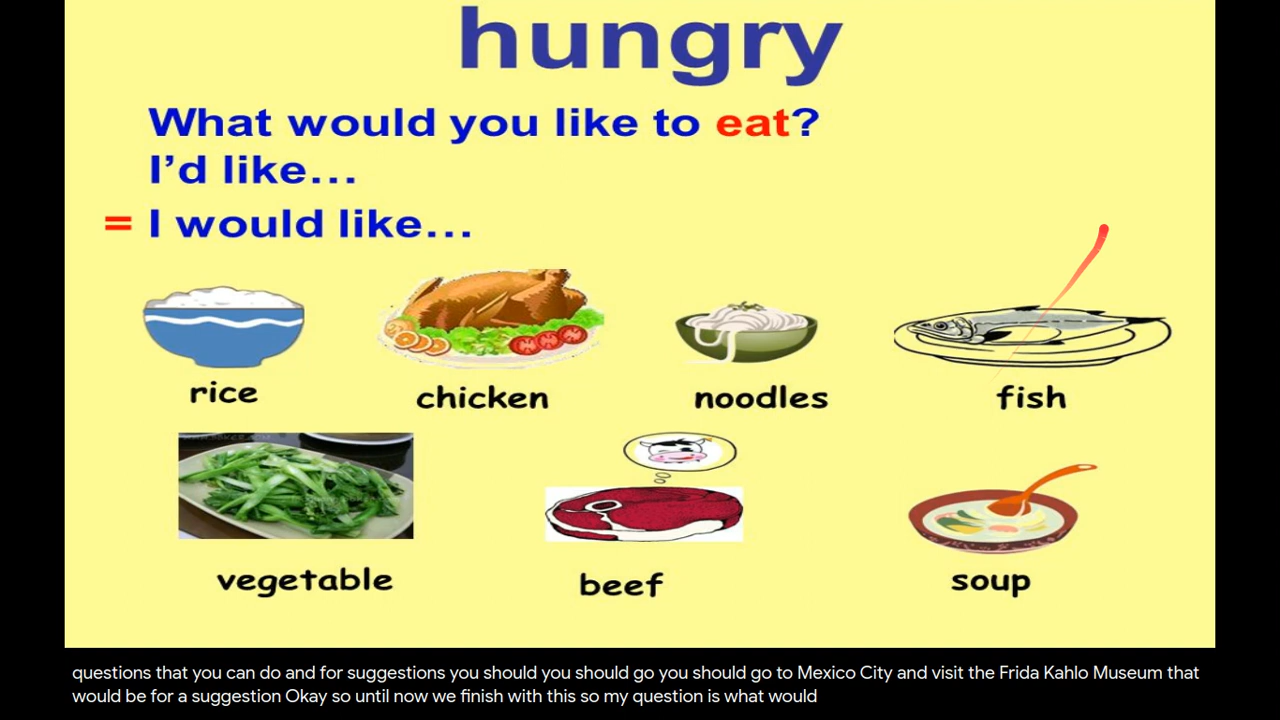 hungry
What would you like to eat?
I'd like...
= I would like...
rice
chicken
noodles
fish
vegetable
beef
soup
questions that you can do and for suggestions you should you should go you should go to Mexico City and visit the Frida Kahlo Museum that
would be for a suggestion Okay so until now we finish with this so my question is what would